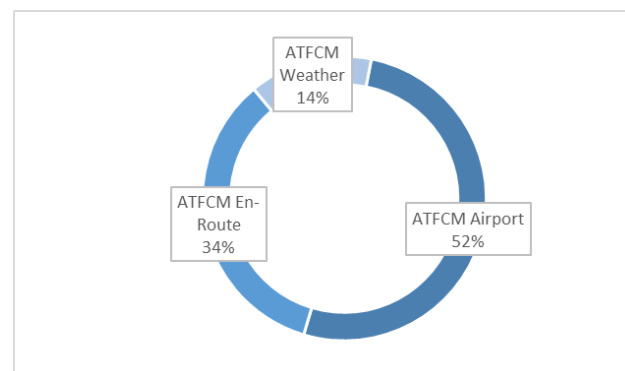 ATFCM
Weather
14%
ATFCM En-
Route
34%
ATFCM Airport
52%